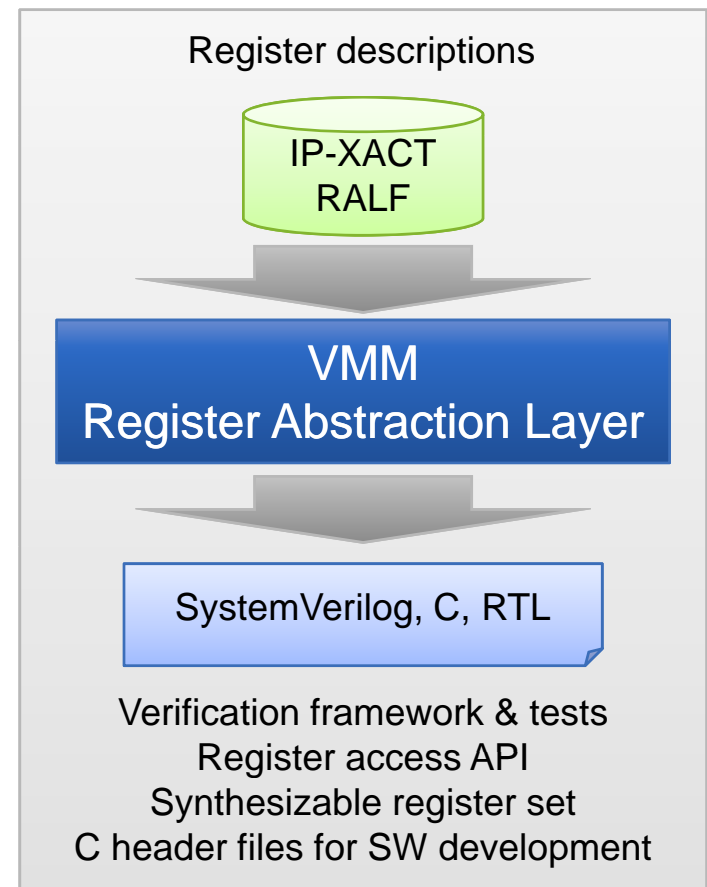 Register descriptions
IP-XACT
RALF
VMM
Register Abstraction Layer
SystemVerilog, C, RTL
Verification framework & tests
Register access API
Synthesizable register set
C header files for SW development